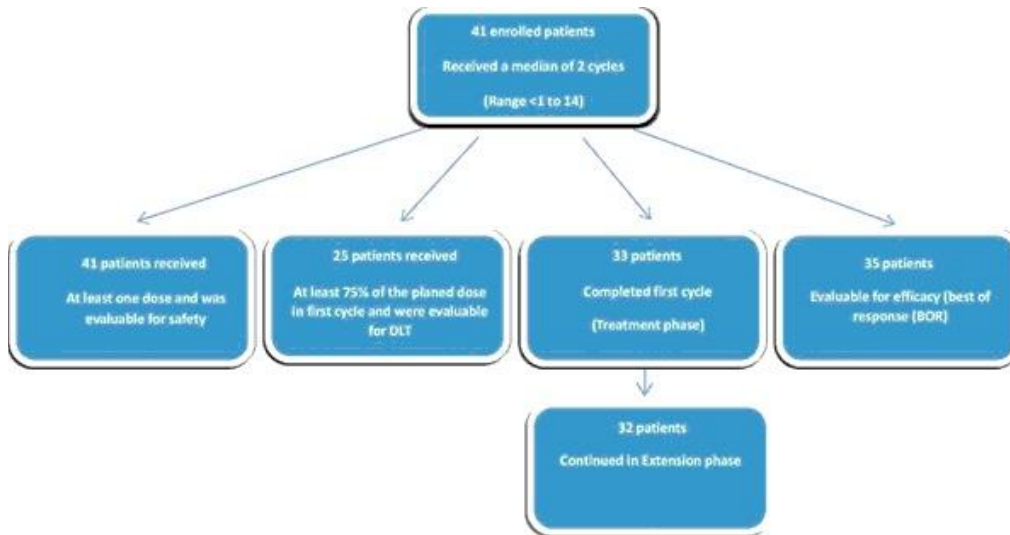 41 enrolled patients
Received a median of 2 cycles
(Range <1 to 14)
41 patients received
At least one dose and was
evaluable for safety
25 patients received
At least 75% of the planed dose
in first cycle and were evaluable
for DLT
33 patients
Completed first cycle
(Treatment phase)
35 patients
Evaluable for efficacy (best of
response (BOR)
32 patients
Continued in Extension phase